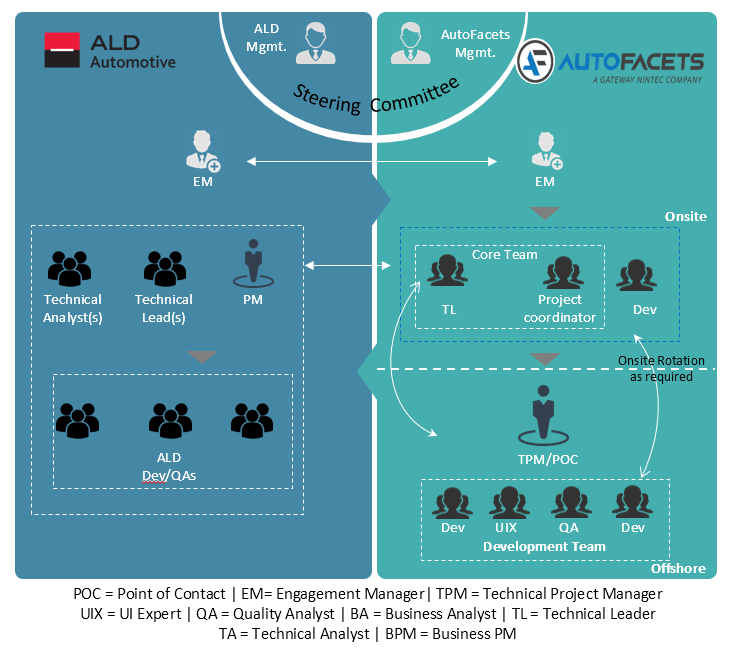 ALD
Automotive
ALD
Mgmt.
AutoFacets
Mgmt.
AF
AUTOFACETS
A GATEWAY NINTEC COMPANY
Steering Committee
EM
EM
Onsite
Core Team
Technical
Analyst(s)
Technical
Lead(s)
PM
TL
Project
coordinator
Dev
Onsite Rotation
as required
ALD
Dev/QAs
TPM/POC
Dev
UIX
QA
Dev
Development Team
Offshore
POC = Point of Contact | EM= Engagement Manager| TPM = Technical Project Manager
UIX = UI Expert | QA = Quality Analyst | BA = Business Analyst | TL = Technical Leader
TA = Technical Analyst | BPM = Business PM